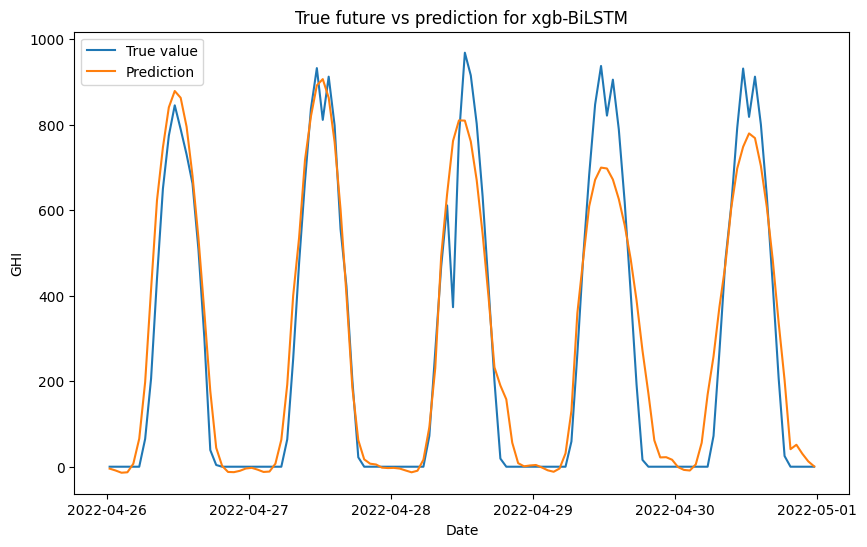 True future vs prediction for xgb-BiLSTM
True value
Prediction
1000
800
600
400
200
0
GHI
2022-04-26
2022-04-27
2022-04-28
2022-04-29
2022-04-30
2022-05-01
Date